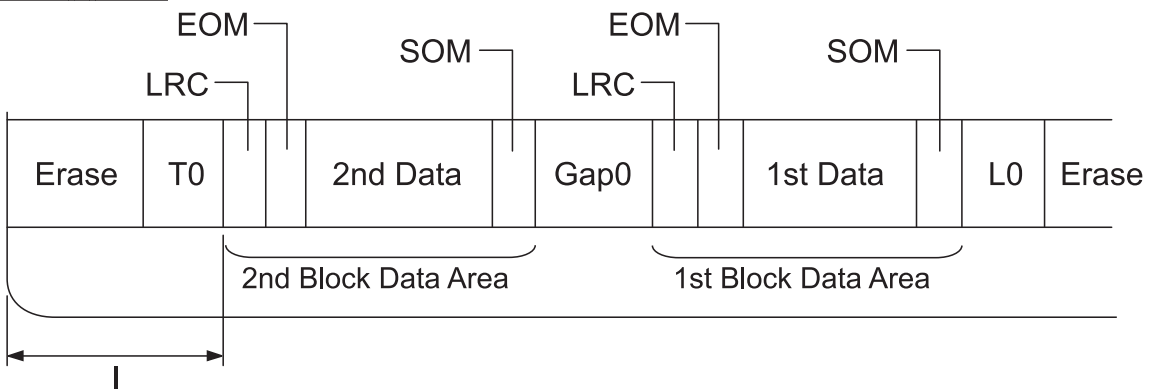 EOM
EOM
SOM
SOM
LRC
LRC
Erase
T0
2nd Data
Gap0
1st Data
L0
Erase
2nd Block Data Area
1st Block Data Area